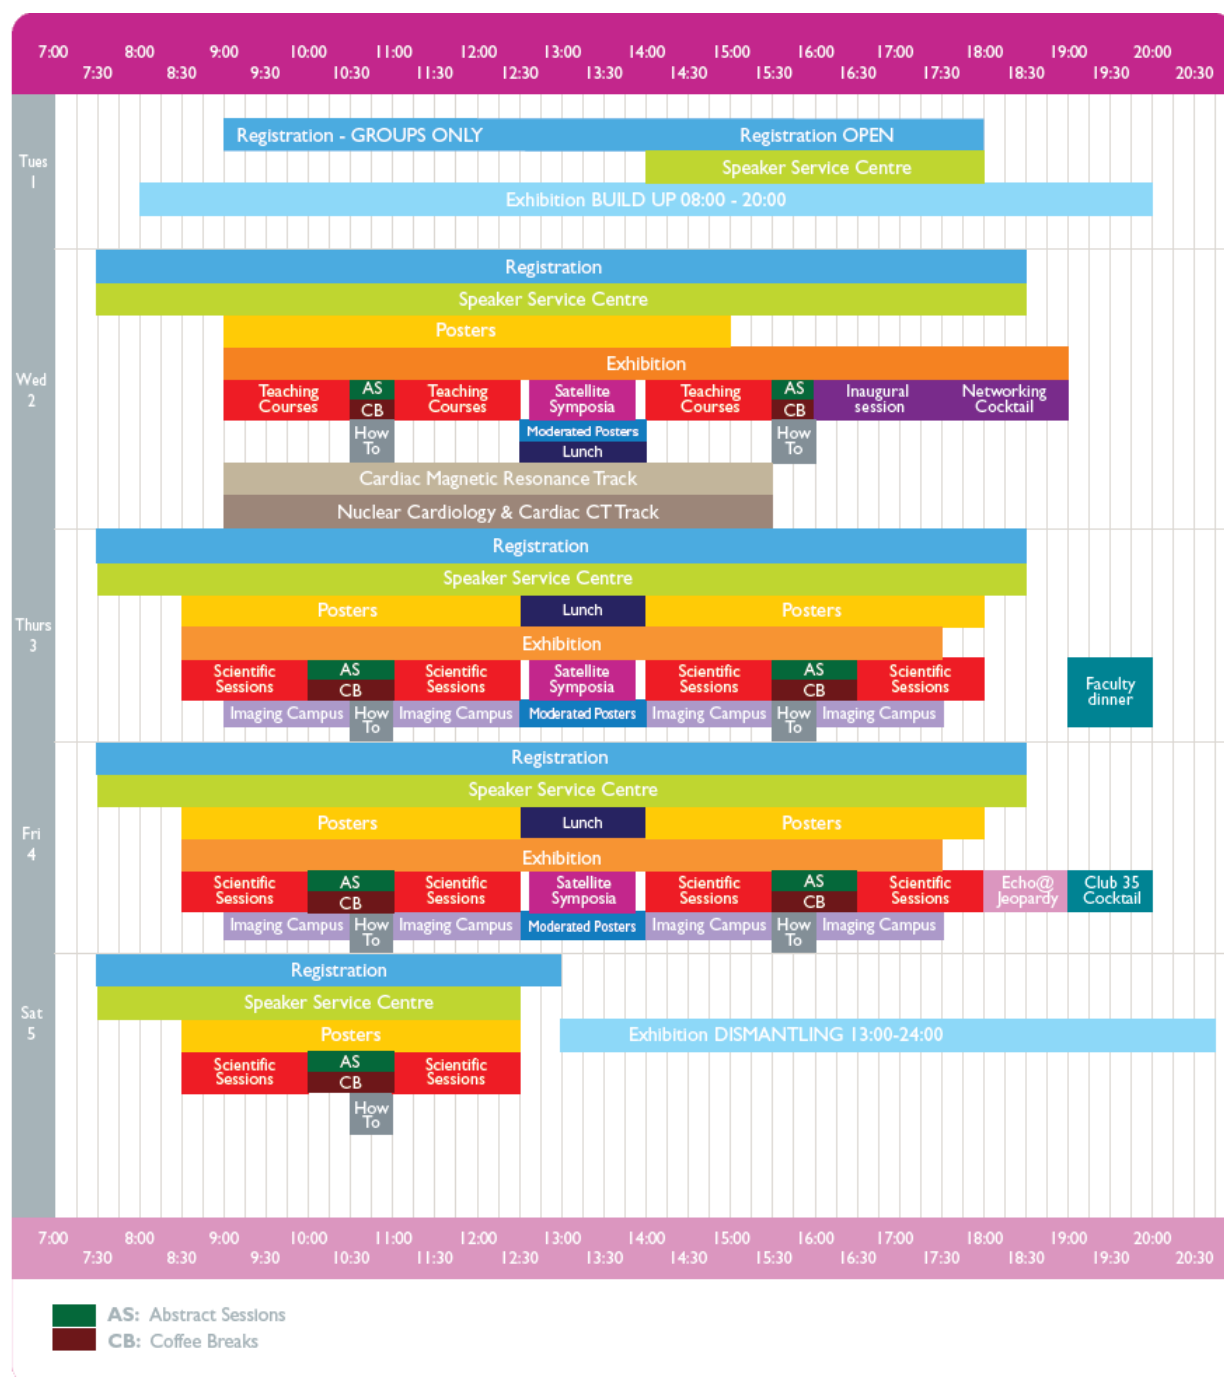 7:00 8:00 9:00 10:00 11:00 12:00 13:00 14:00 15:00 16:00 17:00 18:00 19:00 20:00
7:30 8:30 9:30 10:30 11:30 12:30 13:30 14:30 15:30 16:30 17:30 18:30 19:30 20:30
Tues
1
Registration - GROUPS ONLY Registration OPEN
Speaker Service Centre
Exhibition BUILD UP 08:00 - 20:00
Wed
2
Registration
Speaker Service Centre
Posters
Exhibition
Teaching Courses AS CB Teaching Courses Satellite Symposia Teaching Courses AS CB Inaugural session Networking Cocktail
How To Moderated Posters How To
Lunch
Cardiac Magnetic Resonance Track
Nuclear Cardiology & Cardiac CT Track
Thurs
3
Registration
Speaker Service Centre
Posters Lunch Posters
Exhibition
Scientific Sessions AS CB Scientific Sessions Satellite Symposia Scientific Sessions AS CB Scientific Sessions Faculty dinner
Imaging Campus How To Imaging Campus Moderated Posters Imaging Campus How To Imaging Campus
Fri
4
Registration
Speaker Service Centre
Posters Lunch Posters
Exhibition
Scientific Sessions AS CB Scientific Sessions Satellite Symposia Scientific Sessions AS CB Scientific Sessions Echo@ Jeopardy Club 35 Cocktail
Imaging Campus How To Imaging Campus Moderated Posters Imaging Campus How To Imaging Campus
Sat
5
Registration
Speaker Service Centre
Posters Exhibition DISMANTLING 13:00-24:00
Scientific Sessions AS CB Scientific Sessions
How To
7:00 8:00 9:00 10:00 11:00 12:00 13:00 14:00 15:00 16:00 17:00 18:00 19:00 20:00
7:30 8:30 9:30 10:30 11:30 12:30 13:30 14:30 15:30 16:30 17:30 18:30 19:30 20:30
AS: Abstract Sessions
CB: Coffee Breaks